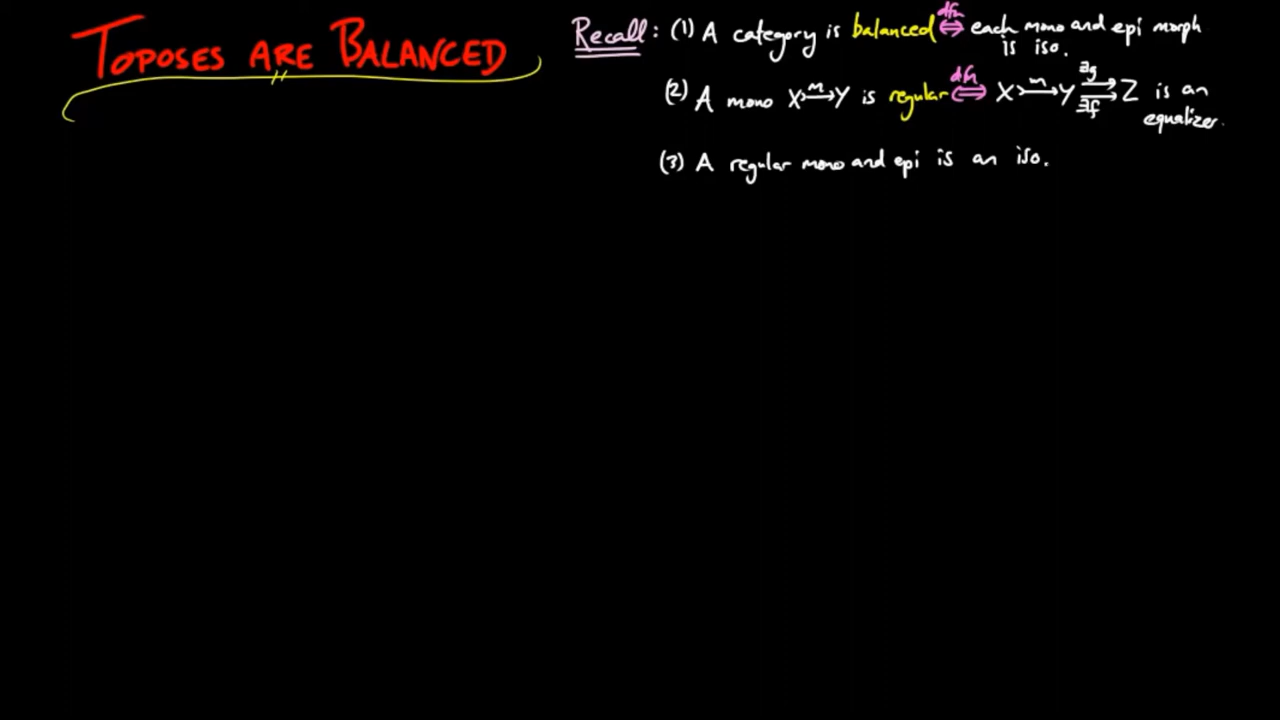 TOPOSES ARE BALANCED
Recall: (1) A category is balanced ⇔ dfn each mono and epi morph
is iso.
(2) A mono X ↣ m Y is regular ⇔ dfn X ↣ m Y ⇉ ∃g ∃f Z is an
equalizer.
(3) A regular mono and epi is an iso.